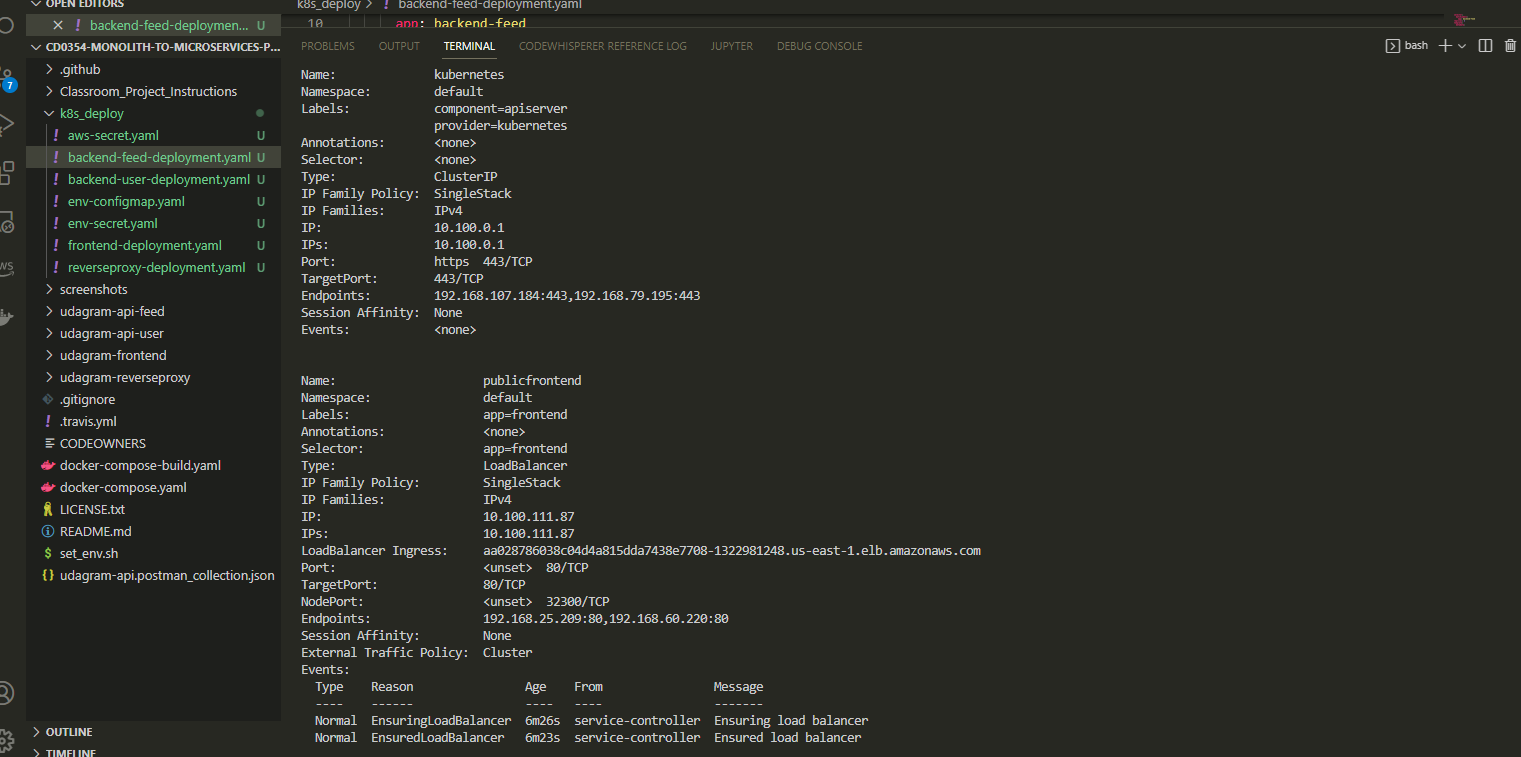 OPEN EDITORS
backend-feed-deploymen... U
CD0354-MONOLITH-TO-MICROSERVICES-P...
.github
Classroom_Project_Instructions
k8s_deploy
aws-secret.yaml U
backend-feed-deployment.yaml U
backend-user-deployment.yaml U
env-configmap.yaml U
env-secret.yaml U
frontend-deployment.yaml U
reverseproxy-deployment.yaml U
screenshots
udagram-api-feed
udagram-api-user
udagram-frontend
udagram-reverseproxy
.gitignore
.travis.yml
CODEOWNERS
docker-compose-build.yaml
docker-compose.yaml
LICENSE.txt
README.md
set_env.sh
udagram-api.postman_collection.json
OUTLINE
TIMELINE
7
k8s_deploy > ! backend-feed-deployment.yaml
10 app: backend-feed
PROBLEMS OUTPUT TERMINAL CODEWHISPERER REFERENCE LOG JUPYTER DEBUG CONSOLE
bash
Name: kubernetes
Namespace: default
Labels: component=apiserver
provider=kubernetes
Annotations: <none>
Selector: <none>
Type: ClusterIP
IP Family Policy: SingleStack
IP Families: IPv4
IP: 10.100.0.1
IPs: 10.100.0.1
Port: https 443/TCP
TargetPort: 443/TCP
Endpoints: 192.168.107.184:443,192.168.79.195:443
Session Affinity: None
Events: <none>
Name: publicfrontend
Namespace: default
Labels: app=frontend
Annotations: <none>
Selector: app=frontend
Type: LoadBalancer
IP Family Policy: SingleStack
IP Families: IPv4
IP: 10.100.111.87
IPs: 10.100.111.87
LoadBalancer Ingress: aa028786038c04d4a815dda7438e7708-1322981248.us-east-1.elb.amazonaws.com
Port: <unset> 80/TCP
TargetPort: 80/TCP
NodePort: <unset> 32300/TCP
Endpoints: 192.168.25.209:80,192.168.60.220:80
Session Affinity: None
External Traffic Policy: Cluster
Events:
Type Reason Age From Message
---- ------ ---- ---- -------
Normal EnsuringLoadBalancer 6m26s service-controller Ensuring load balancer
Normal EnsuredLoadBalancer 6m23s service-controller Ensured load balancer